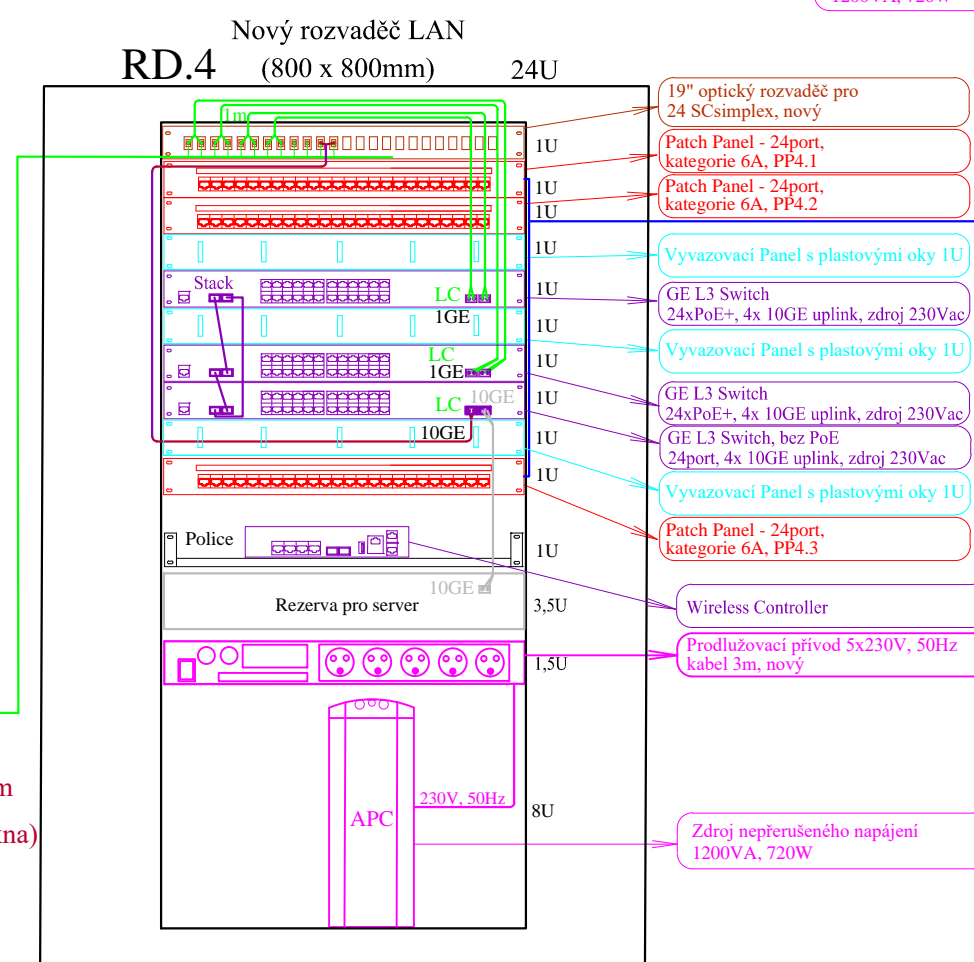 Nový rozvaděč LAN
RD.4
(800 x 800mm)
24U
1m
19" optický rozvaděč pro
24 SCsimplex, nový
1U
Patch Panel - 24port,
kategorie 6A, PP4.1
1U
Patch Panel - 24port,
kategorie 6A, PP4.2
1U
Vyvazovací Panel s plastovými oky 1U
1U
Stack
LC
1GE
1U
GE L3 Switch
24xPoE+, 4x 10GE uplink, zdroj 230Vac
1U
Vyvazovací Panel s plastovými oky 1U
LC
1GE
1U
GE L3 Switch
24xPoE+, 4x 10GE uplink, zdroj 230Vac
10GE
LC
1U
GE L3 Switch, bez PoE
24port, 4x 10GE uplink, zdroj 230Vac
10GE
1U
Vyvazovací Panel s plastovými oky 1U
1U
Patch Panel - 24port,
kategorie 6A, PP4.3
Police
1U
Wireless Controller
10GE
Rezerva pro server
3,5U
Prodlužovací přívod 5x230V, 50Hz
kabel 3m, nový
1,5U
230V, 50Hz
APC
8U
Zdroj nepřerušeného napájení
1200VA, 720W